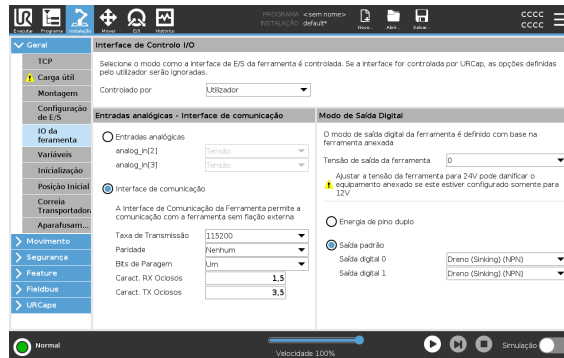 PROGRAMA <sem nome>
INSTALAÇÃO default*
CCCC
CCCC
Executar
Programa
Instalação
Mover
E/S
Histórico
Novo...
Abrir...
Salvar...
Geral
TCP
Carga útil
Montagem
Configuração
de E/S
IO da
feramenta
Variáveis
Inicialização
Posição Inicial
Correia
Transportadora
Aparafusam...
Movimento
Segurança
Feature
Fieldbus
URCaps
Interface de Controlo I/O
Selecione o modo como a interface de E/S da ferramenta é controlada. Se a interface for controlada por URCap, as opções definidas
pelo utilizador serão ignoradas.
Controlado por
Utilizador
Entradas analógicas - Interface de comunicação
Entradas analógicas
analog_in[2]
Tensão
analog_in[3]
Tensão
Interface de comunicação
A Interface de Comunicação da Ferramenta permite a
comunicação com a ferramenta sem fiação externa
Taxa de Transmissão
115200
Paridade
Nenhum
Bits de Paragem
Um
Caract. RX Ociosos
1,5
Caract. TX Ociosos
3,5
Modo de Saída Digital
O modo de saída digital da ferramenta é definido com base na
ferramenta anexada
Tensão de saída da ferramenta
0
Ajustar a tensão da ferramenta para 24V pode danificar o
equipamento anexado se este estiver configurado somente para
12V
Energia de pino duplo
Saída padrão
Saída digital 0
Dreno (Sinking) (NPN)
Saída digital 1
Dreno (Sinking) (NPN)
Normal
Velocidade 100%
Simulação